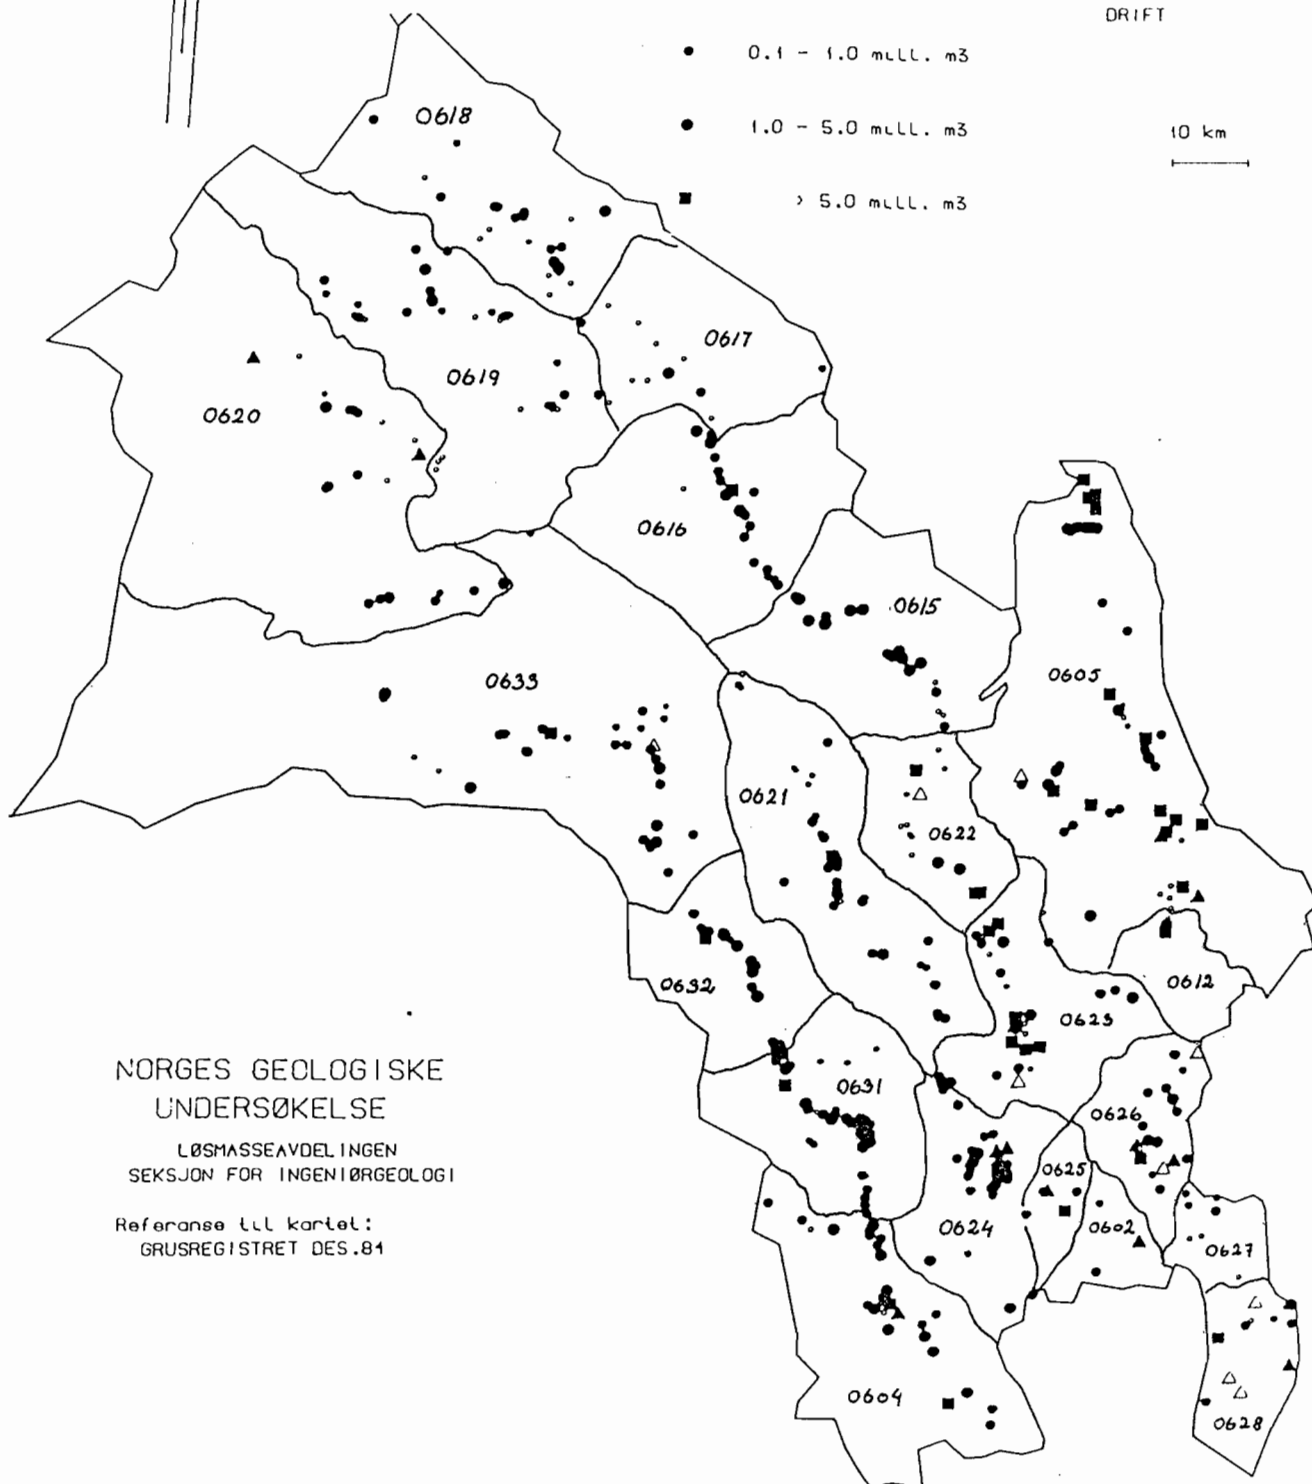 DRIFT
0.1 - 1.0 mill. m3
1.0 - 5.0 mill. m3
10 km
> 5.0 mill. m3
0618
0617
0619
0620
0616
0615
0605
0633
0621
0622
0632
0612
0623
0631
0626
0625
0624
0602
0627
0604
0628
NORGES GEOLOGISKE
UNDERSØKELSE
LØSMASSEAVDELINGEN
SEKSJON FOR INGENIØRGEOLOGI
Referanse til kartet:
GRUSREGISTRET DES.84